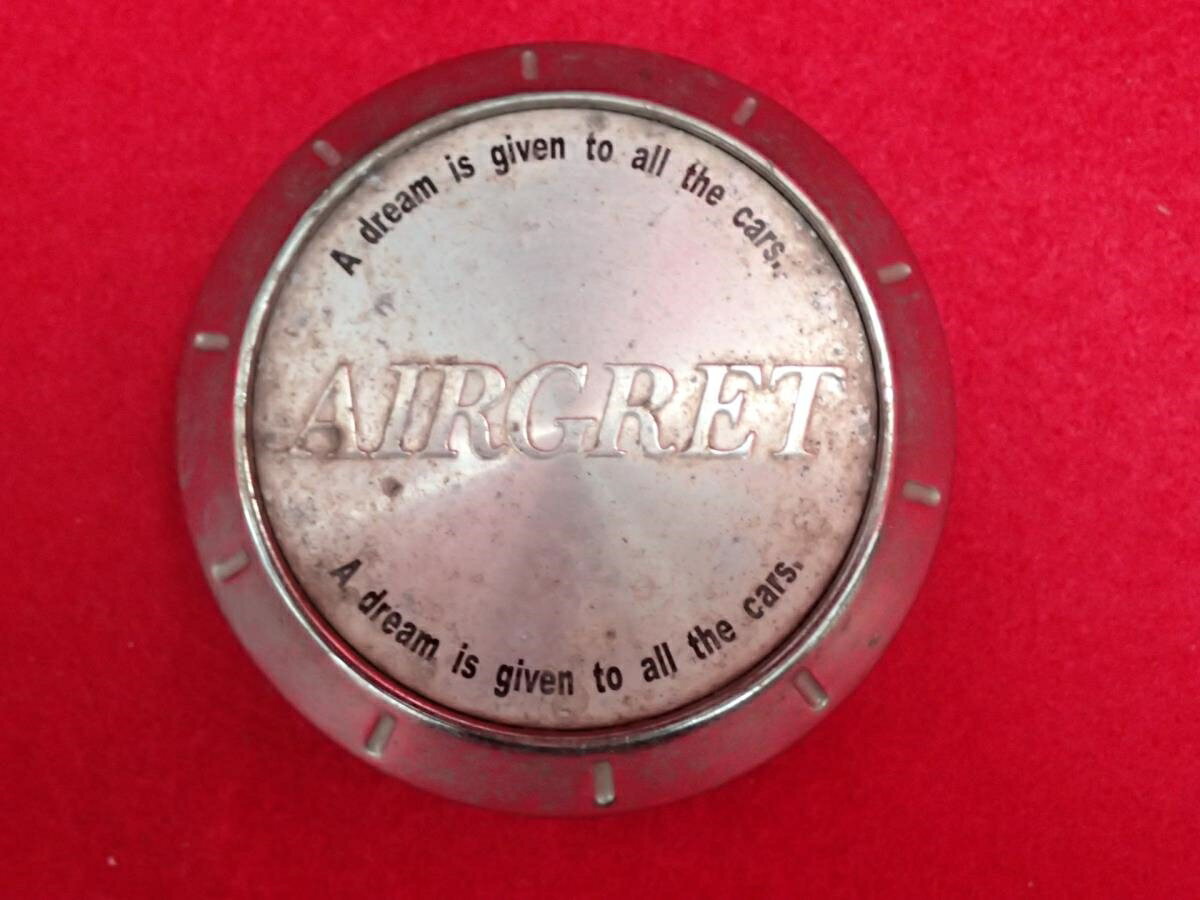 A dream is given to all the cars.
AIRGRET
A dream is given to all the cars.